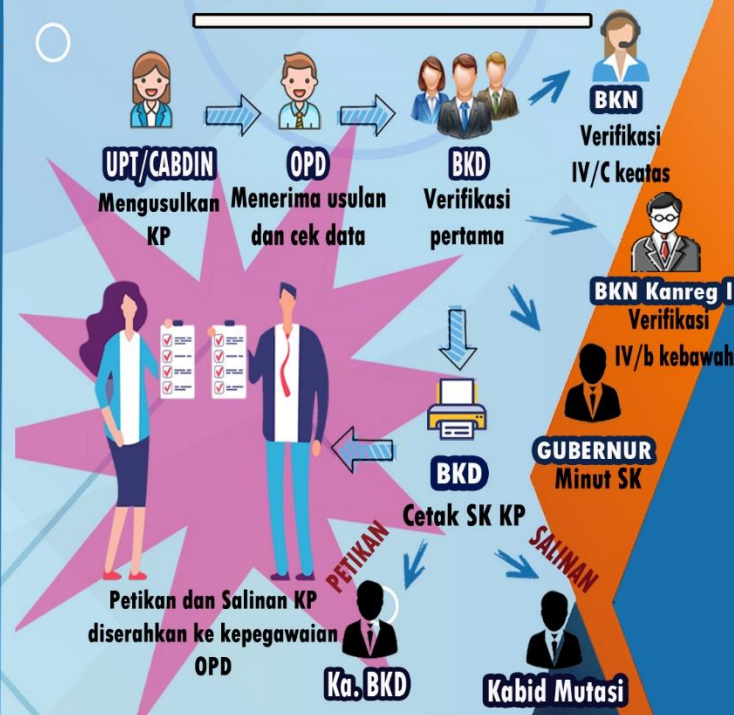 UPT/CABDIN
Mengusulkan
KP
OPD
Menerima usulan
dan cek data
BKD
Verifikasi
pertama
BKN
Verifikasi
IV/C keatas
BKN Kanreg I
Verifikasi
IV/b kebawah
GUBERNUR
Minut SK
BKD
Cetak SK KP
PETIKAN
SALINAN
Petikan dan Salinan KP
diserahkan ke kepegawaian
OPD
Ka. BKD
Kabid Mutasi